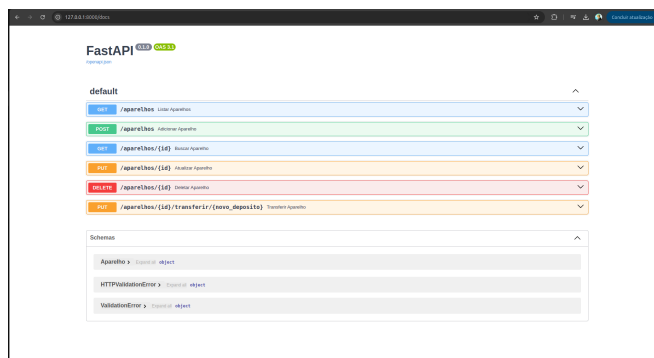 127.0.0.1:8000/docs
Concluir atualização
FastAPI 0.1.0 OAS 3.1
/openapi.json
default
GET /aparelhos Listar Aparelhos
POST /aparelhos Adicionar Aparelho
GET /aparelhos/{id} Buscar Aparelho
PUT /aparelhos/{id} Atualizar Aparelho
DELETE /aparelhos/{id} Deletar Aparelho
PUT /aparelhos/{id}/transferir/{novo_deposito} Transferir Aparelho
Schemas
Aparelho Expand all object
HTTPValidationError Expand all object
ValidationError Expand all object